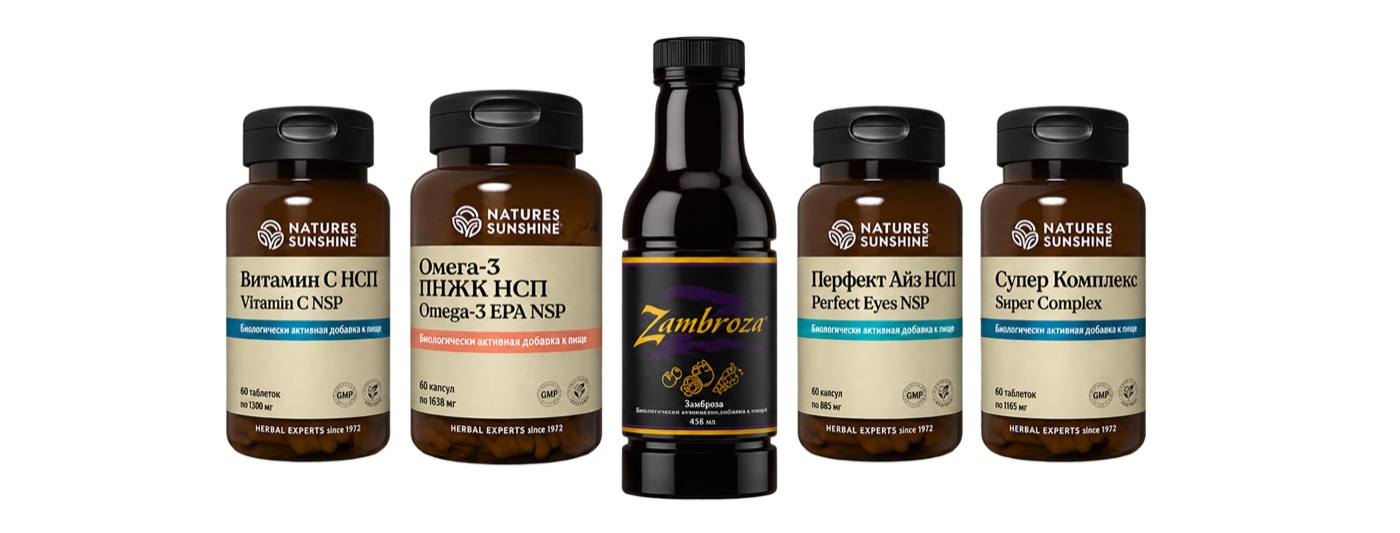 NATURES
SUNSHINE
Витамин С НСП
Vitamin C NSP
Биологически активная добавка к пище
60 таблеток
по 1300 мг
GMP
HERBAL EXPERTS since 1972
NATURES
SUNSHINE
Омега-3
ПНЖК НСП
Omega-3 EPA NSP
Биологически активная добавка к пище
60 капсул
по 1638 мг
GMP
HERBAL EXPERTS since 1972
Zambroza
Замброза
458 мл
NATURES
SUNSHINE
Перфект Айз НСП
Perfect Eyes NSP
Биологически активная добавка к пище
60 капсул
по 885 мг
GMP
HERBAL EXPERTS since 1972
NATURES
SUNSHINE
Супер Комплекс
Super Complex
Биологически активная добавка к пище
60 таблеток
по 1165 мг
GMP
HERBAL EXPERTS since 1972